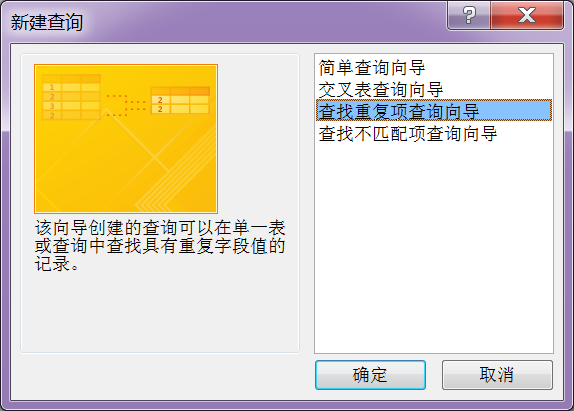 新建查询
简单查询向导
交叉表查询向导
查找重复项查询向导
查找不匹配项查询向导
该向导创建的查询可以在单一表
或查询中查找具有重复字段值的
记录。
确定
取消